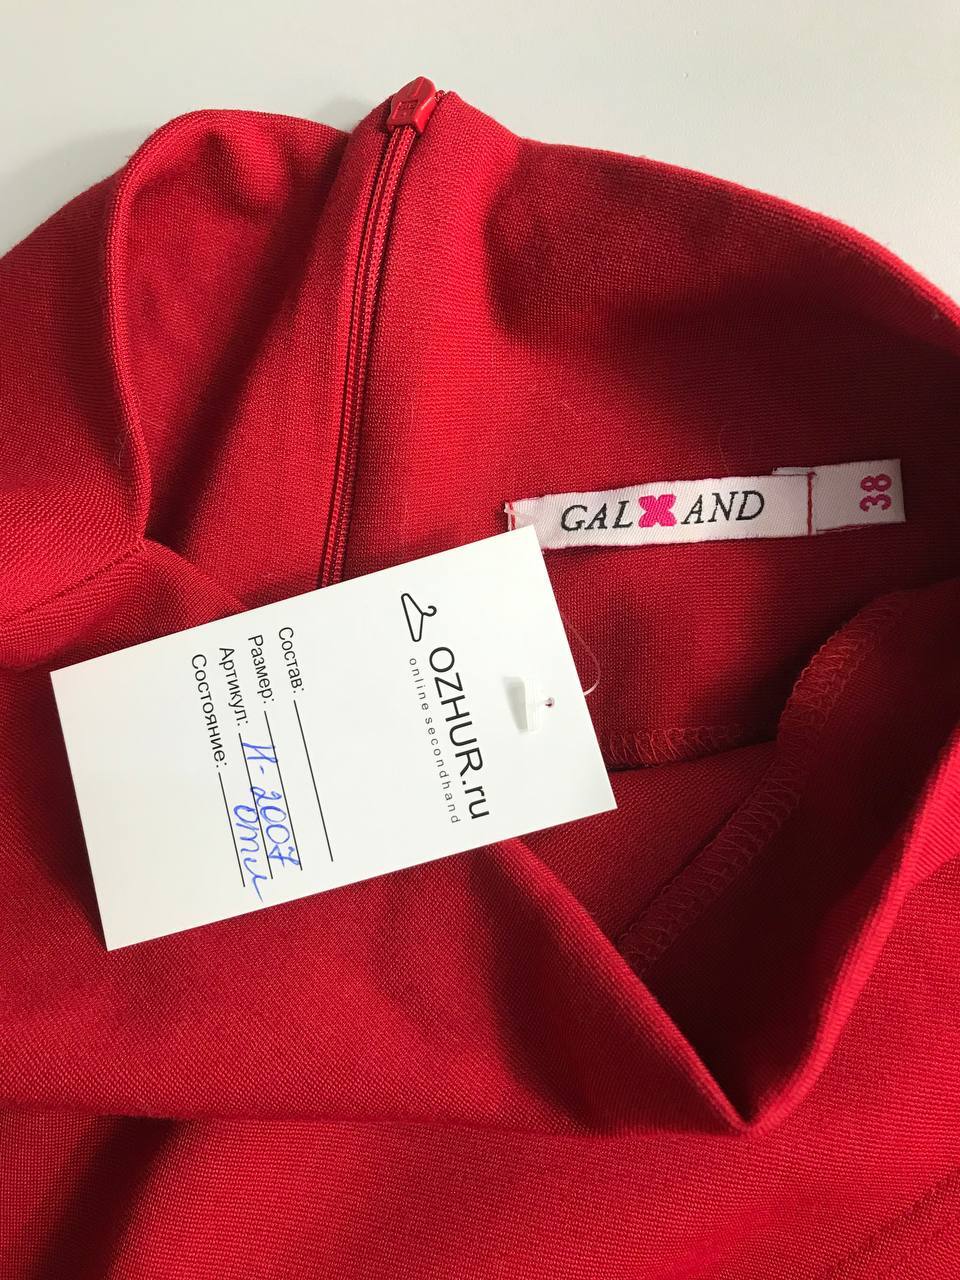 GAL AND
38
OZHUR.ru
online secondhand
Состав:
Размер:
Артикул: И-2007
Состояние: отл